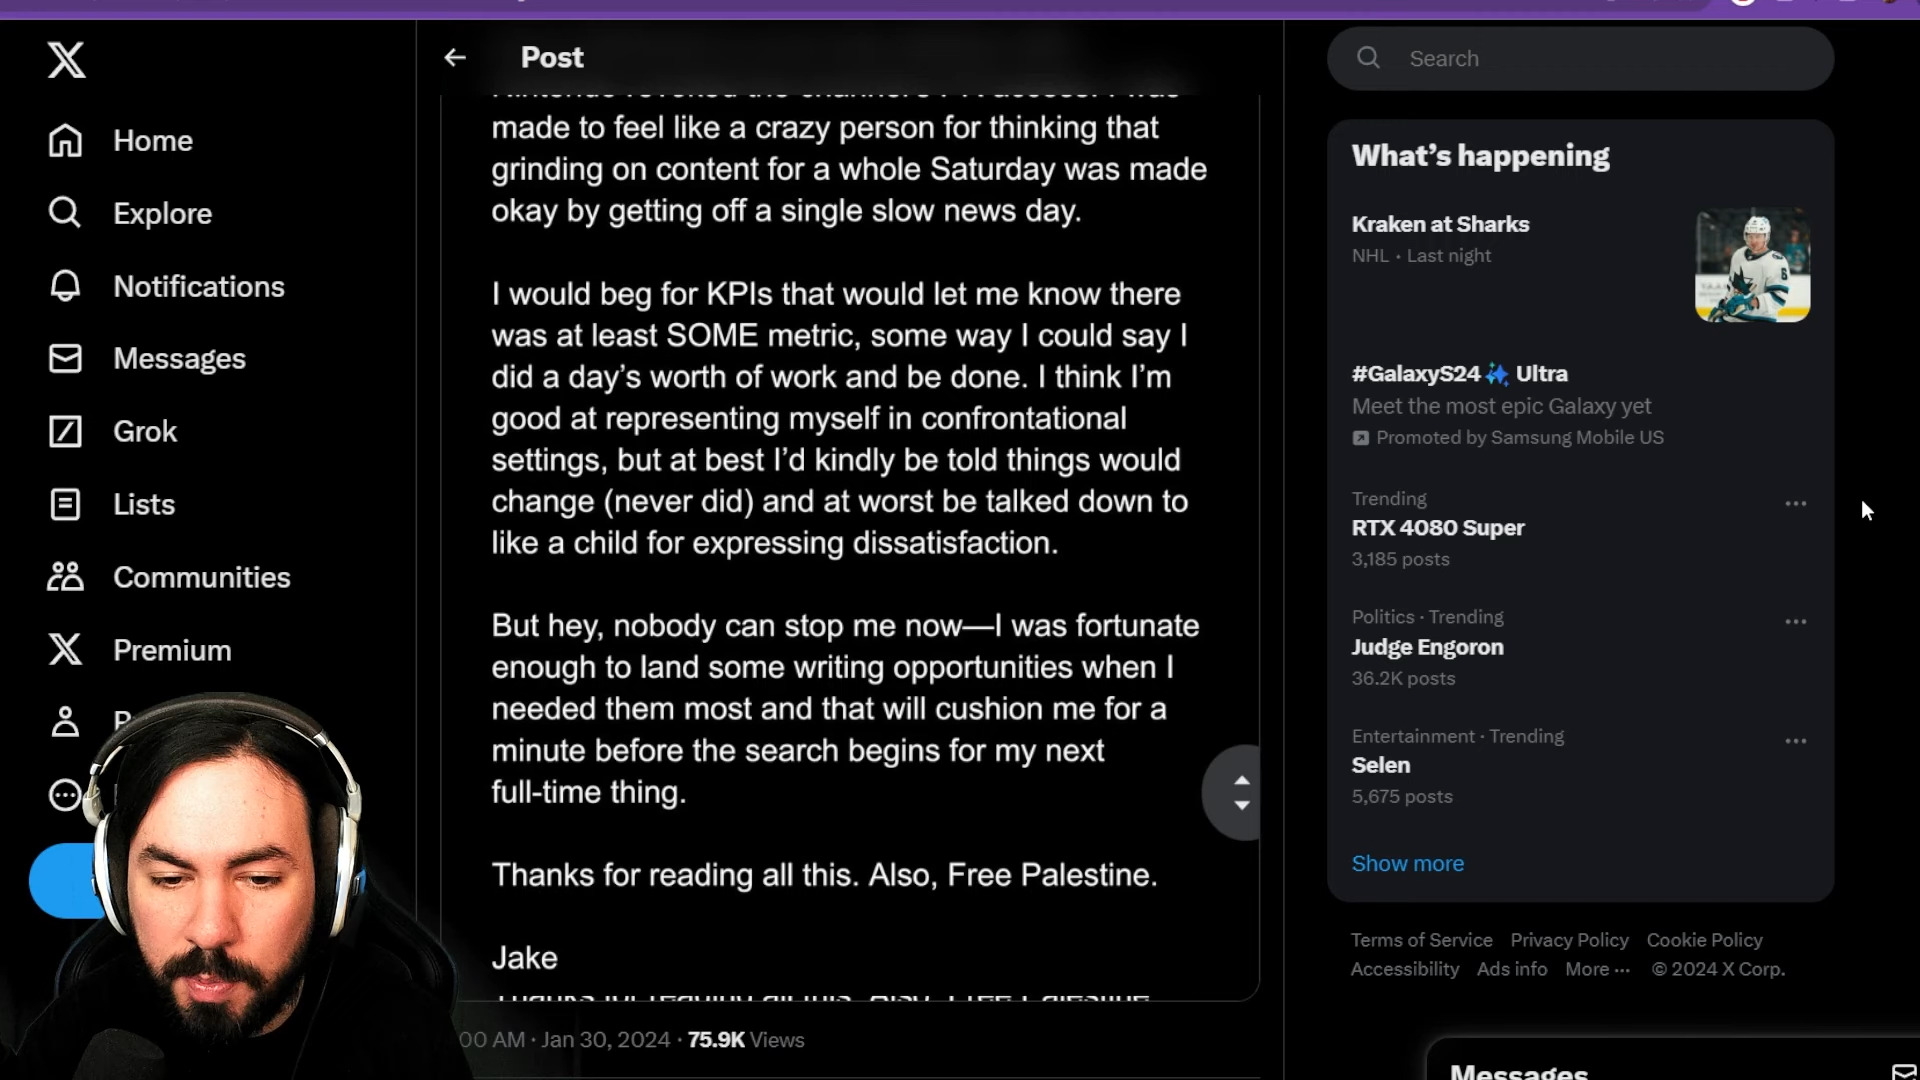 Home
Explore
Notifications
Messages
Grok
Lists
Communities
Premium
Post
made to feel like a crazy person for thinking that
grinding on content for a whole Saturday was made
okay by getting off a single slow news day.
I would beg for KPIs that would let me know there
was at least SOME metric, some way I could say I
did a day’s worth of work and be done. I think I’m
good at representing myself in confrontational
settings, but at best I’d kindly be told things would
change (never did) and at worst be talked down to
like a child for expressing dissatisfaction.
But hey, nobody can stop me now—I was fortunate
enough to land some writing opportunities when I
needed them most and that will cushion me for a
minute before the search begins for my next
full-time thing.
Thanks for reading all this. Also, Free Palestine.
Jake
00 AM · Jan 30, 2024 · 75.9K Views
Search
What’s happening
Kraken at Sharks
NHL · Last night
#GalaxyS24 Ultra
Meet the most epic Galaxy yet
Promoted by Samsung Mobile US
Trending
RTX 4080 Super
3,185 posts
Politics · Trending
Judge Engoron
36.2K posts
Entertainment · Trending
Selen
5,675 posts
Show more
Terms of Service Privacy Policy Cookie Policy
Accessibility Ads info More ··· © 2024 X Corp.
Messages